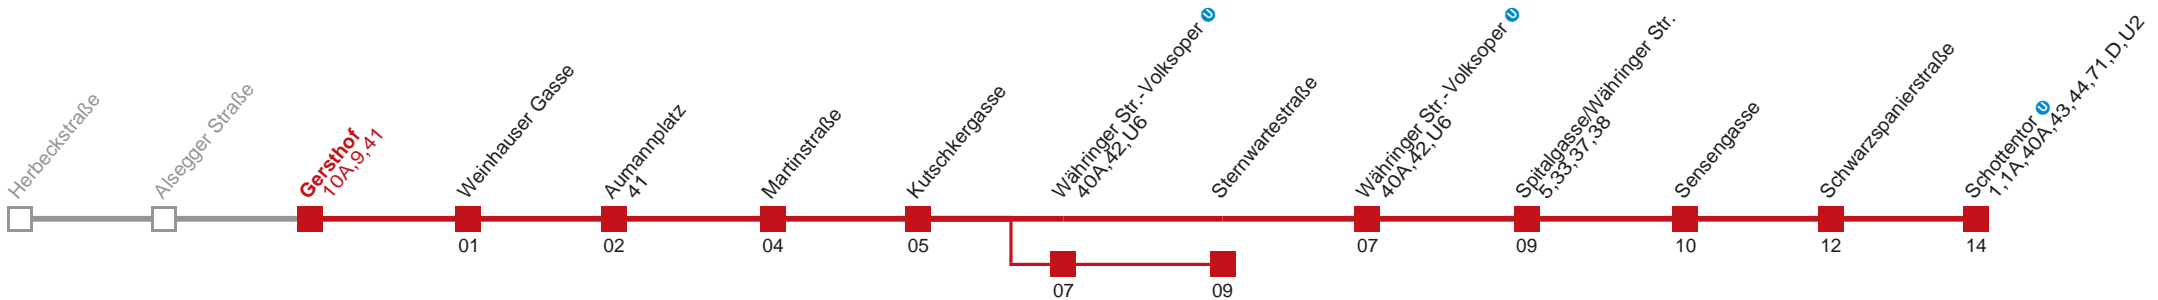 Herbeckstraße
Alsegger Straße
Gersthof
10A,9,41
Weinhauser Gasse
01
Aumannplatz
41
02
Martinstraße
04
Kutschkergasse
05
Währinger Str.-Volksoper U
40A,42,U6
07
Sternwartestraße
09
Währinger Str.-Volksoper U
40A,42,U6
07
Spitalgasse/Währinger Str.
5,33,37,38
09
Sensengasse
10
Schwarzspanierstraße
12
Schottentor U
1,1A,40A,43,44,71,D,U2
14